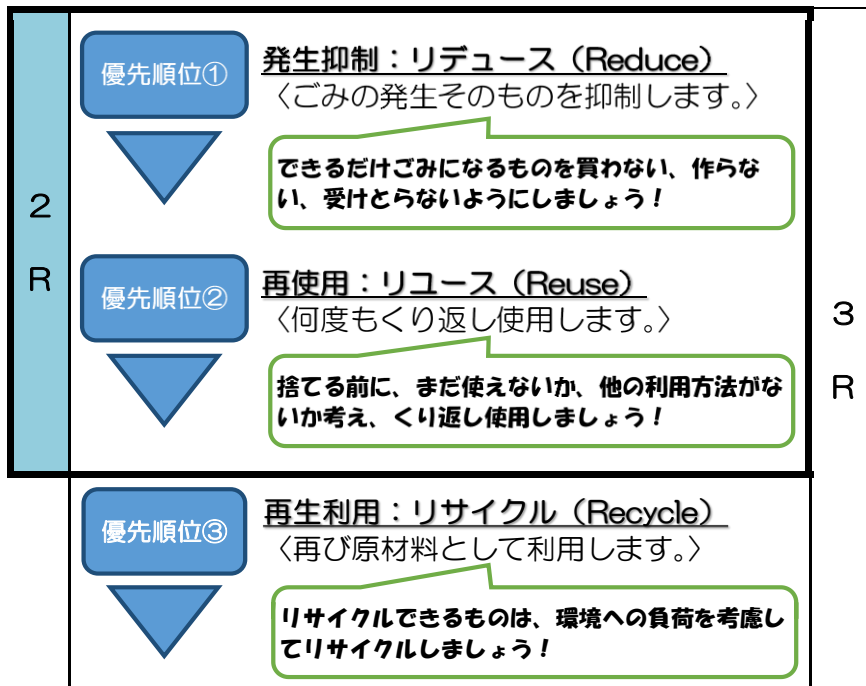 2
R
3
R
優先順位①
発生抑制：リデュース（Reduce）
〈ごみの発生そのものを抑制します。〉
できるだけごみになるものを買わない、作らな
い、受けとらないようにしましょう！
優先順位②
再使用：リユース（Reuse）
〈何度もくり返し使用します。〉
捨てる前に、まだ使えないか、他の利用方法がな
いか考え、くり返し使用しましょう！
優先順位③
再生利用：リサイクル（Recycle）
〈再び原材料として利用します。〉
リサイクルできるものは、環境への負荷を考慮し
てリサイクルしましょう！